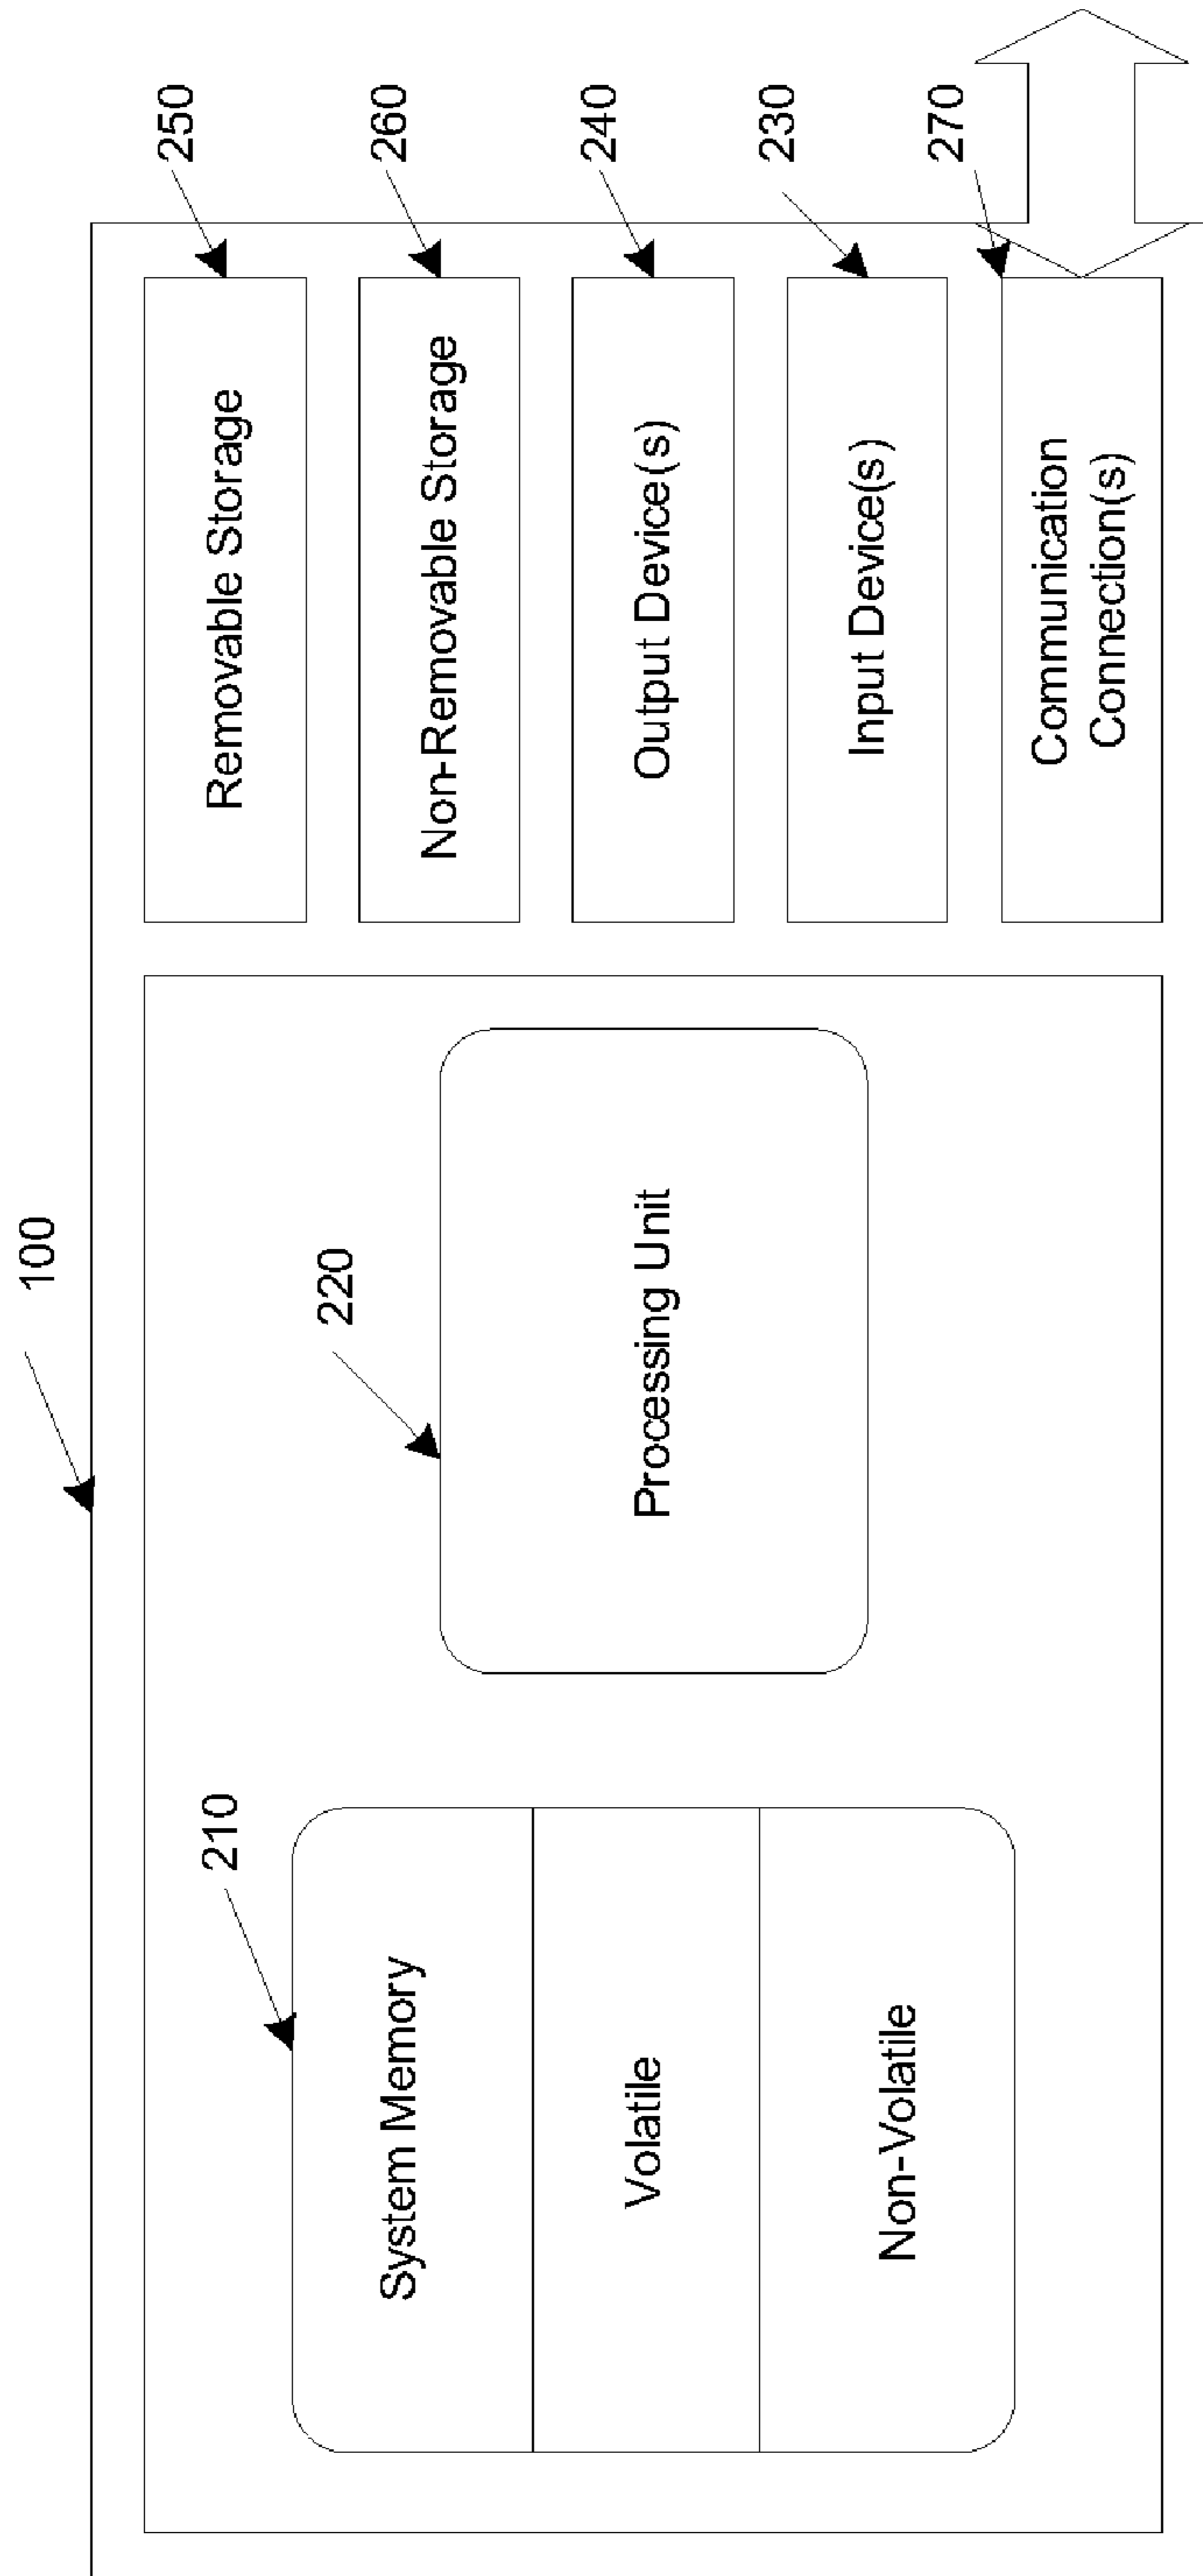 100
210
System Memory
Volatile
Non-Volatile
220
Processing Unit
250
Removable Storage
260
Non-Removable Storage
240
Output Device(s)
230
Input Device(s)
270
Communication
Connection(s)